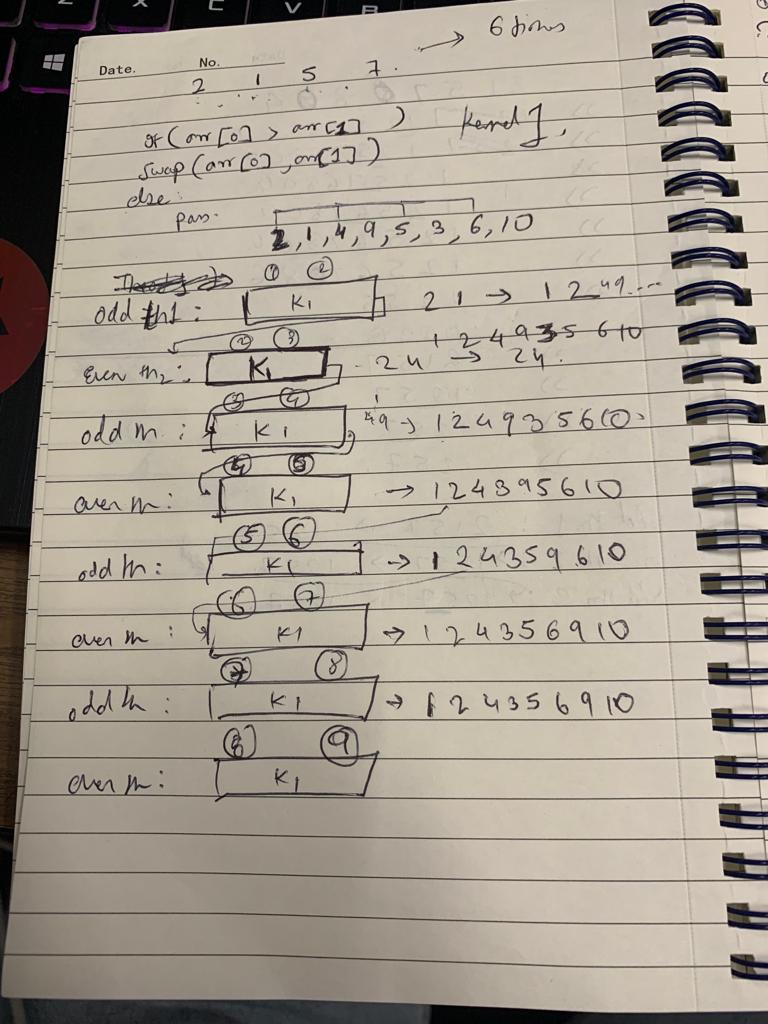 → 6 times
Date. No.
2 1 5 7.
if (arr[0] > arr[1] ) Kernel 1,
swap (arr[0], arr[1])
else:
pass.
2, 1, 4, 9, 5, 3, 6, 10
① ②
odd th1: K1 2 1 → 1 2 4 9 ...
② ③ 1 2 4 9 3 5 6 10
Even th2: K1 24 → 24.
③ ④
odd th: K1 49 → 1 2 4 9 3 5 6 10
④ ⑤
even th: K1 → 1 2 4 3 9 5 6 10
⑤ ⑥
odd th: K1 → 1 2 4 3 5 9 6 10
⑥ ⑦
even th: K1 → 1 2 4 3 5 6 9 10
⑦ ⑧
odd th: K1 → 1 2 4 3 5 6 9 10
⑧ ⑨
even th: K1